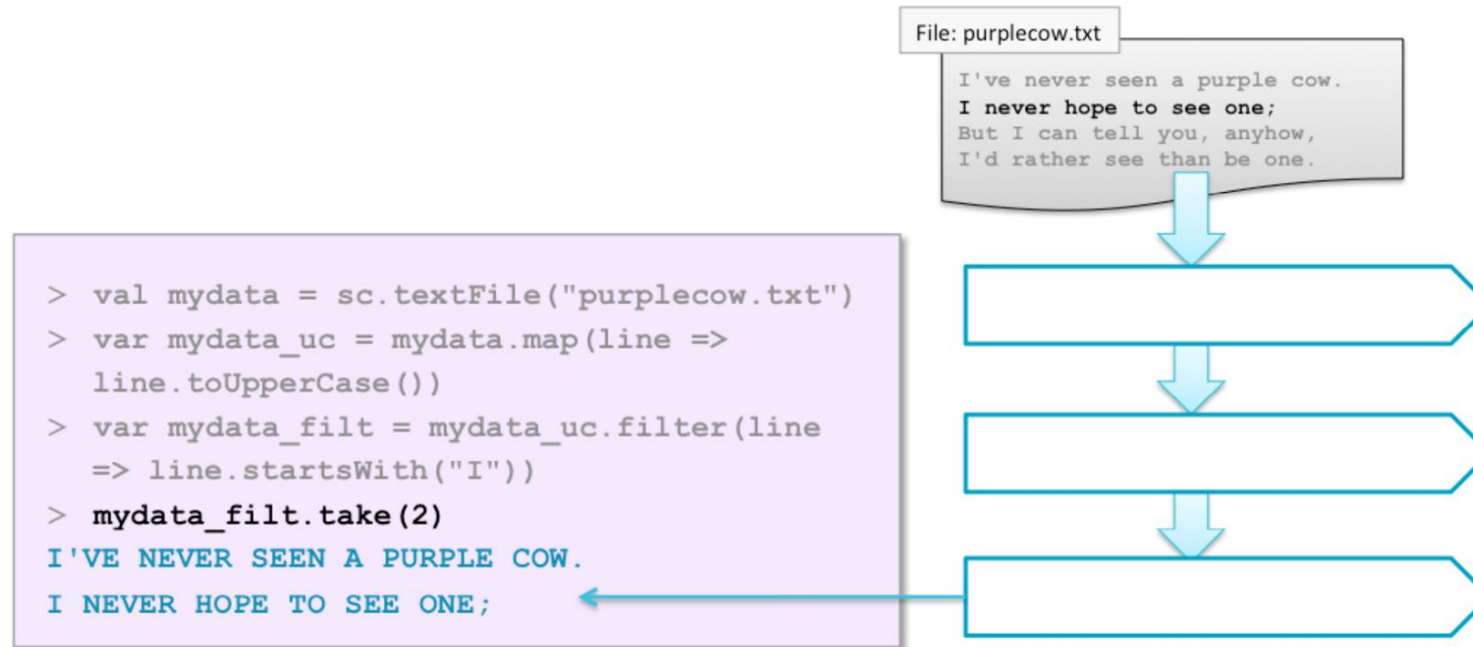 File: purplecow.txt
I've never seen a purple cow.
I never hope to see one;
But I can tell you, anyhow,
I'd rather see than be one.
> val mydata = sc.textFile("purplecow.txt")
> var mydata_uc = mydata.map(line =>
line.toUpperCase())
> var mydata_filt = mydata_uc.filter(line
=> line.startsWith("I"))
> mydata_filt.take(2)
I'VE NEVER SEEN A PURPLE COW.
I NEVER HOPE TO SEE ONE;